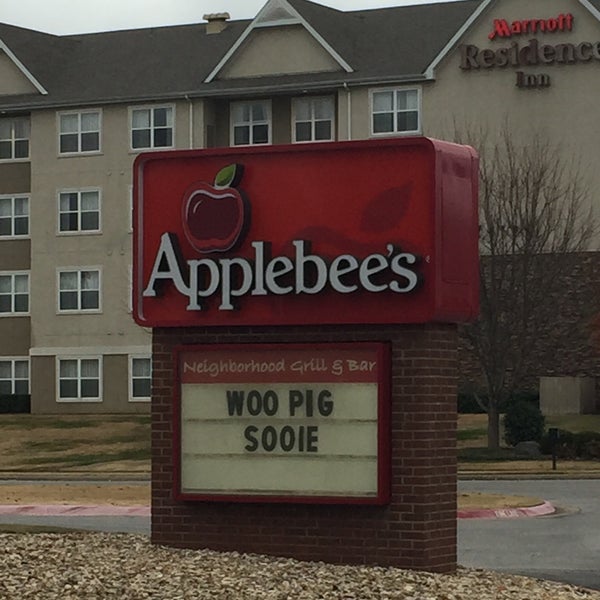 Marriott
Residence
Inn
Applebee's
Neighborhood Grill & Bar
WOO PIG
SOOIE